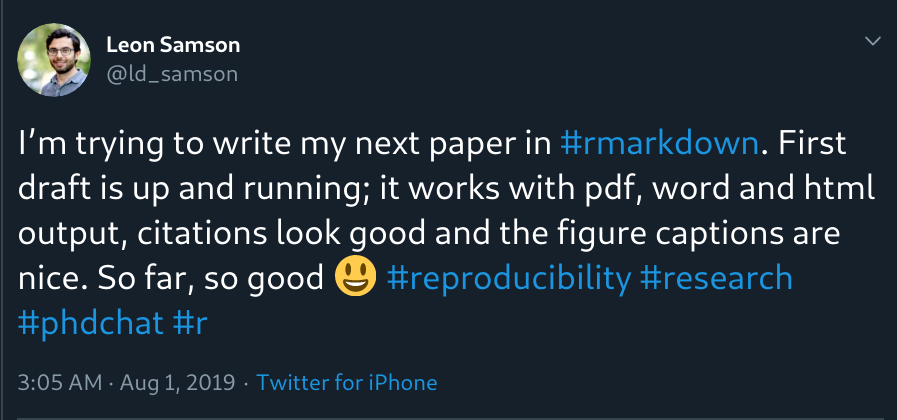 Leon Samson
@ld_samson
I’m trying to write my next paper in #rmarkdown. First
draft is up and running; it works with pdf, word and html
output, citations look good and the figure captions are
nice. So far, so good 😃 #reproducibility #research
#phdchat #r
3:05 AM · Aug 1, 2019 · Twitter for iPhone